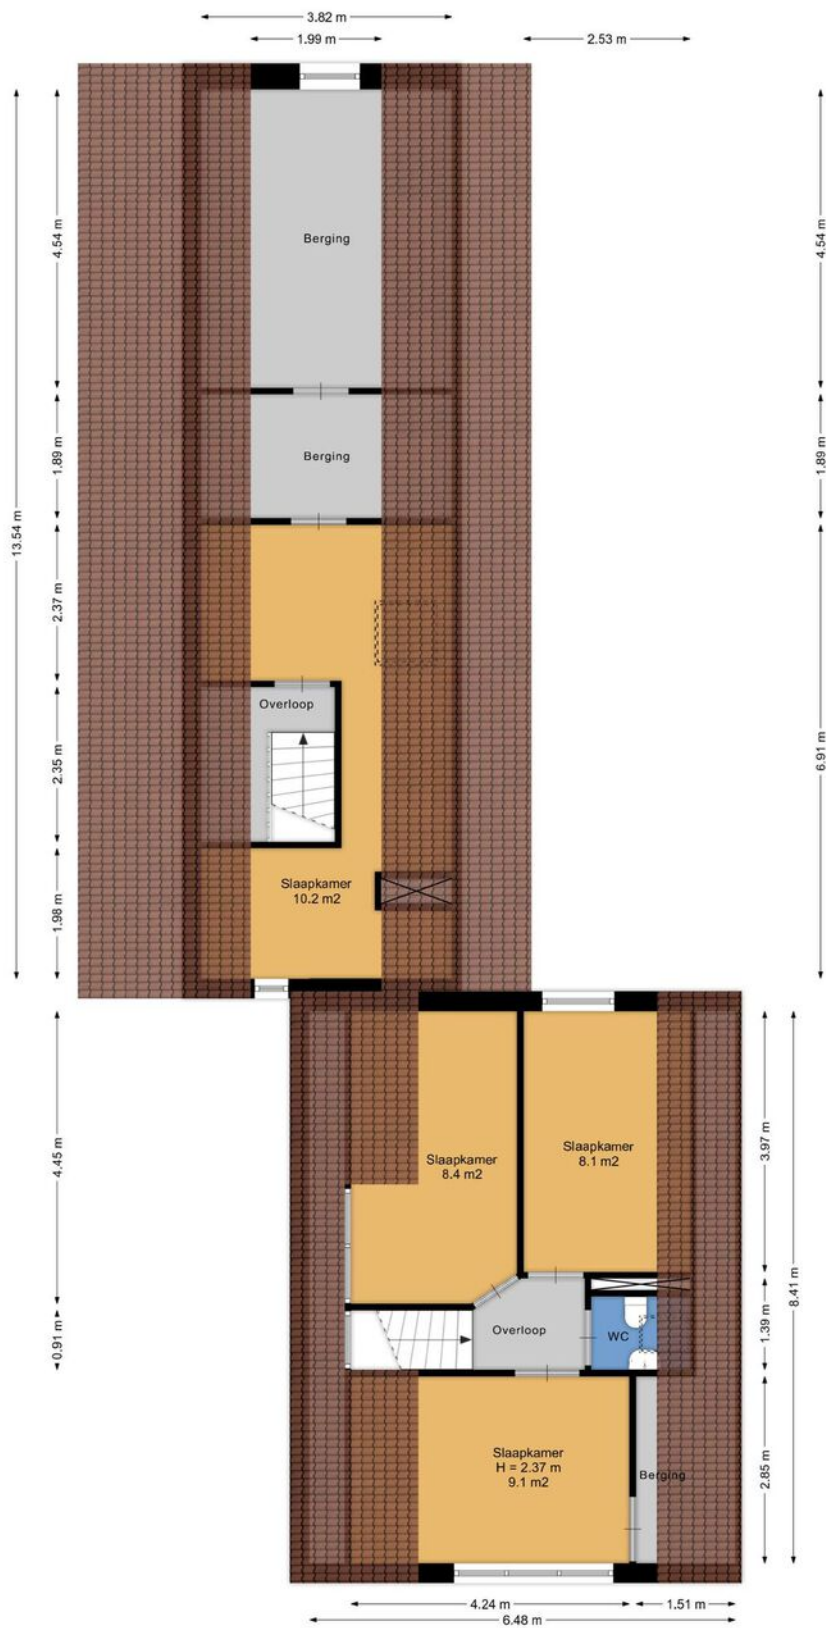 3.82 m
1.99 m
2.53 m
4.54 m
4.54 m
Berging
1.89 m
Berging
1.89 m
13.54 m
2.37 m
Overloop
2.35 m
6.91 m
Slaapkamer
10.2 m2
1.98 m
4.45 m
Slaapkamer
8.4 m2
Slaapkamer
8.1 m2
3.97 m
8.41 m
0.91 m
Overloop
WC
1.39 m
Slaapkamer
H = 2.37 m
9.1 m2
Berging
2.85 m
4.24 m
1.51 m
6.48 m